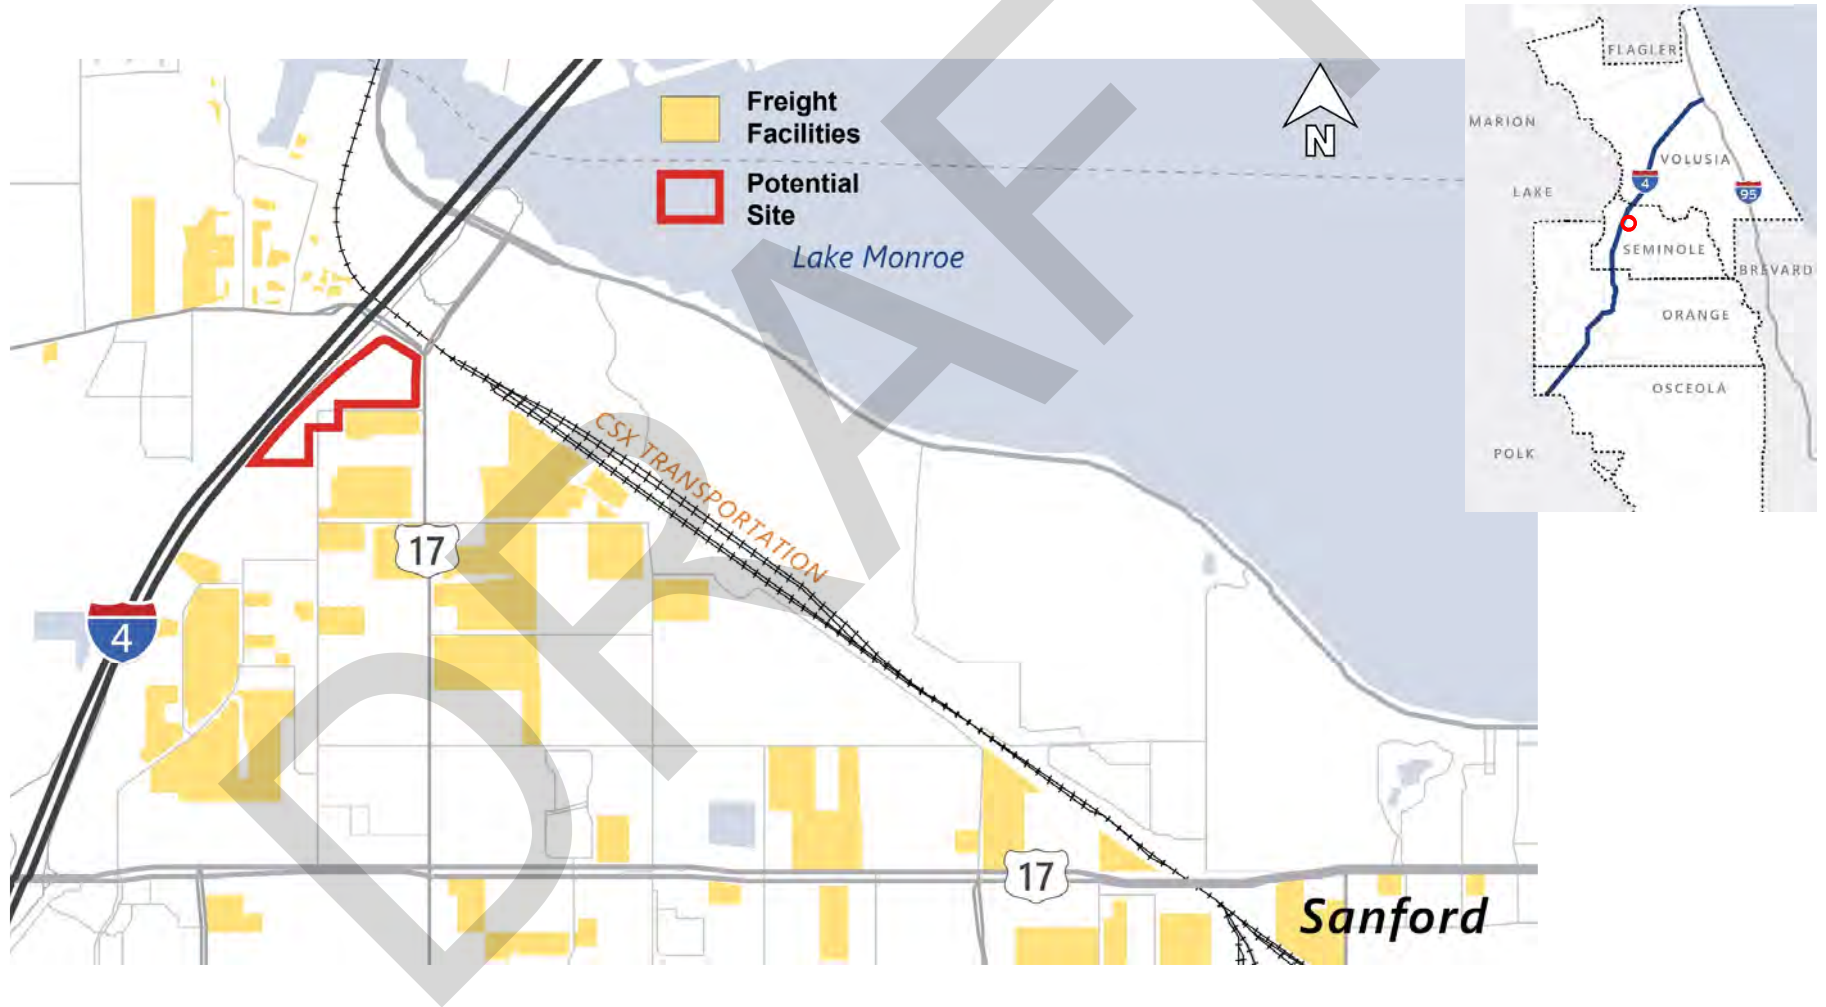 Freight
Facilities
Potential
Site
N
Lake Monroe
CSX TRANSPORTATION
17
4
17
Sanford
DRAFT
FLAGLER
MARION
VOLUSIA
4
LAKE
95
SEMINOLE
BREVARD
ORANGE
OSCEOLA
POLK